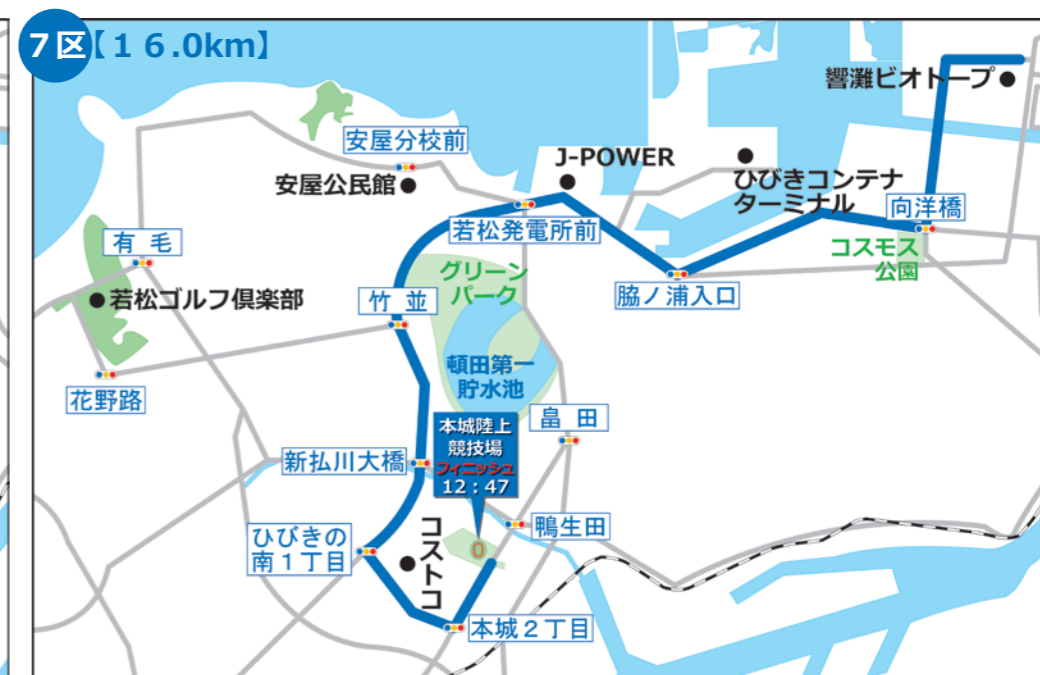 7区【16.0km】
響灘ビオトープ
安屋分校前
J-POWER
安屋公民館
ひびきコンテナ
ターミナル
向洋橋
若松発電所前
有毛
コスモス
公園
グリーン
パーク
若松ゴルフ倶楽部
竹並
脇ノ浦入口
頓田第一
貯水池
花野路
本城陸上
競技場
フィニッシュ
12:47
畠田
新払川大橋
鴨生田
ひびきの
南1丁目
コストコ
0
本城2丁目